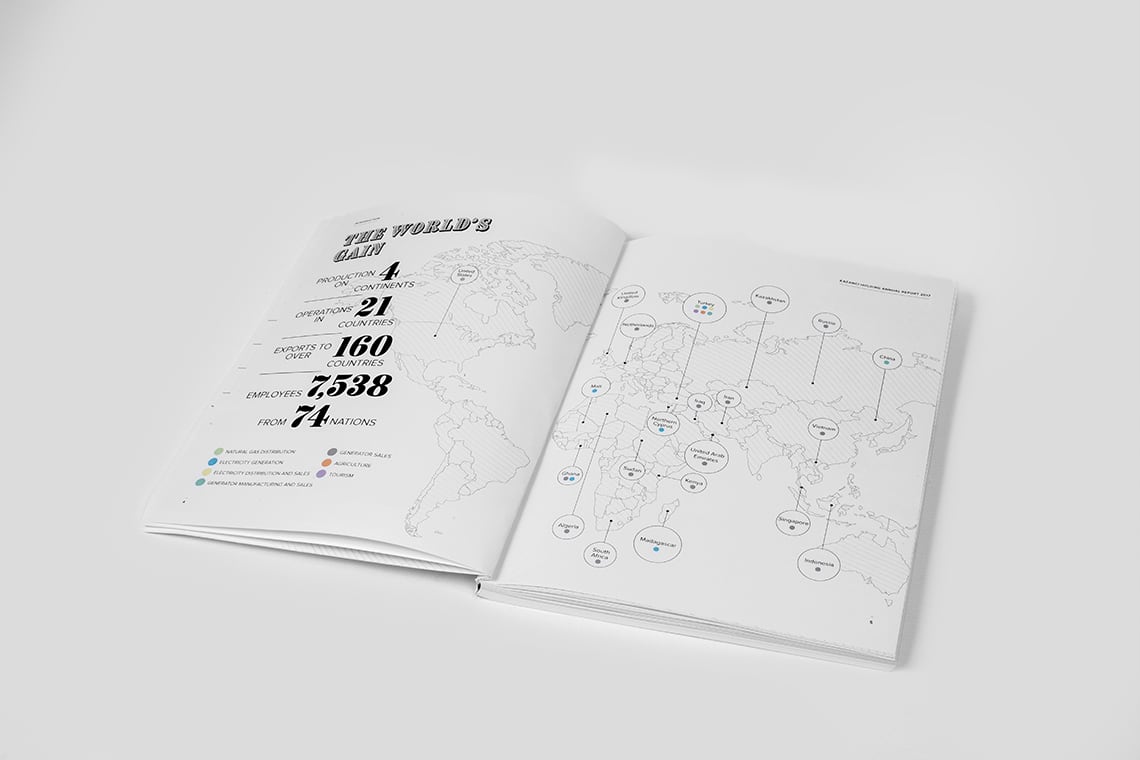 THE WORLD'S
GAIN
PRODUCTION
ON 4
CONTINENTS
OPERATIONS
IN 21
COUNTRIES
EXPORTS TO
OVER 160
COUNTRIES
EMPLOYEES 7,538
FROM 74 NATIONS
NATURAL GAS DISTRIBUTION
ELECTRICITY GENERATION
ELECTRICITY DISTRIBUTION AND SALES
GENERATOR MANUFACTURING AND SALES
GENERATOR SALES
AGRICULTURE
TOURISM
United
States
KAZANCI HOLDING ANNUAL REPORT 2017
United
Kingdom
Netherlands
Turkey
Kazakhstan
Russia
China
Mali
Northern
Cyprus
Iraq
Iran
Vietnam
United Arab
Emirates
Ghana
Sudan
Kenya
Algeria
South
Africa
Madagascar
Singapore
Indonesia